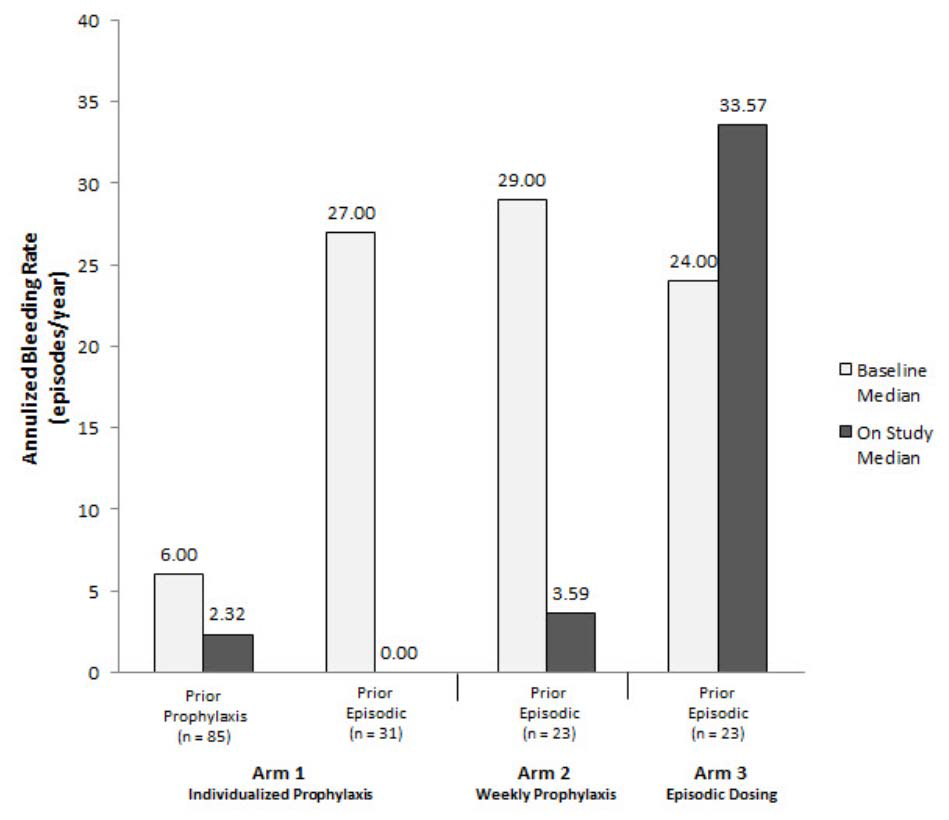 40
35
30
25
20
15
10
5
0
Annulized Bleeding Rate
(episodes/year)
6.00
2.32
27.00
0.00
29.00
3.59
24.00
33.57
Prior
Prophylaxis
(n = 85)
Prior
Episodic
(n = 31)
Prior
Episodic
(n = 23)
Prior
Episodic
(n = 23)
Arm 1
Individualized Prophylaxis
Arm 2
Weekly Prophylaxis
Arm 3
Episodic Dosing
Baseline
Median
On Study
Median